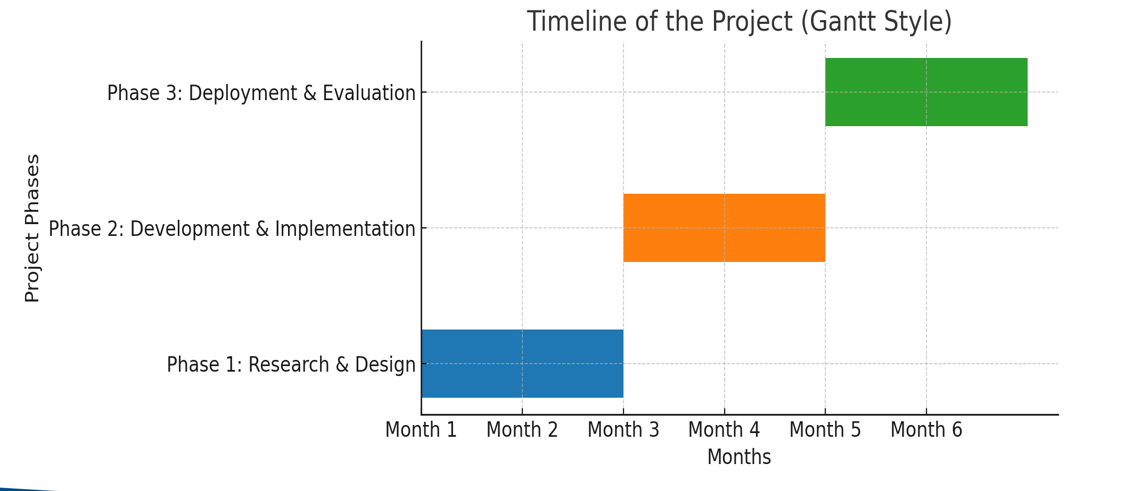 Timeline of the Project (Gantt Style)
Project Phases
Phase 3: Deployment & Evaluation
Phase 2: Development & Implementation
Phase 1: Research & Design
Month 1 Month 2 Month 3 Month 4 Month 5 Month 6
Months